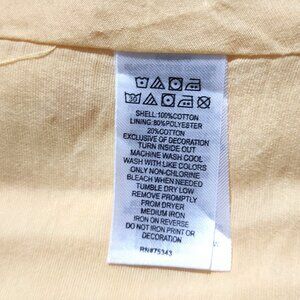 SHELL:100%COTTON
LINING:80%POLYESTER
20%COTTON
EXCLUSIVE OF DECORATION
TURN INSIDE OUT
MACHINE WASH COOL
WASH WITH LIKE COLORS
ONLY NON-CHLORINE
BLEACH WHEN NEEDED
TUMBLE DRY LOW
REMOVE PROMPTLY
FROM DRYER
MEDIUM IRON
IRON ON REVERSE
DO NOT IRON PRINT OR
DECORATION
RN#75343